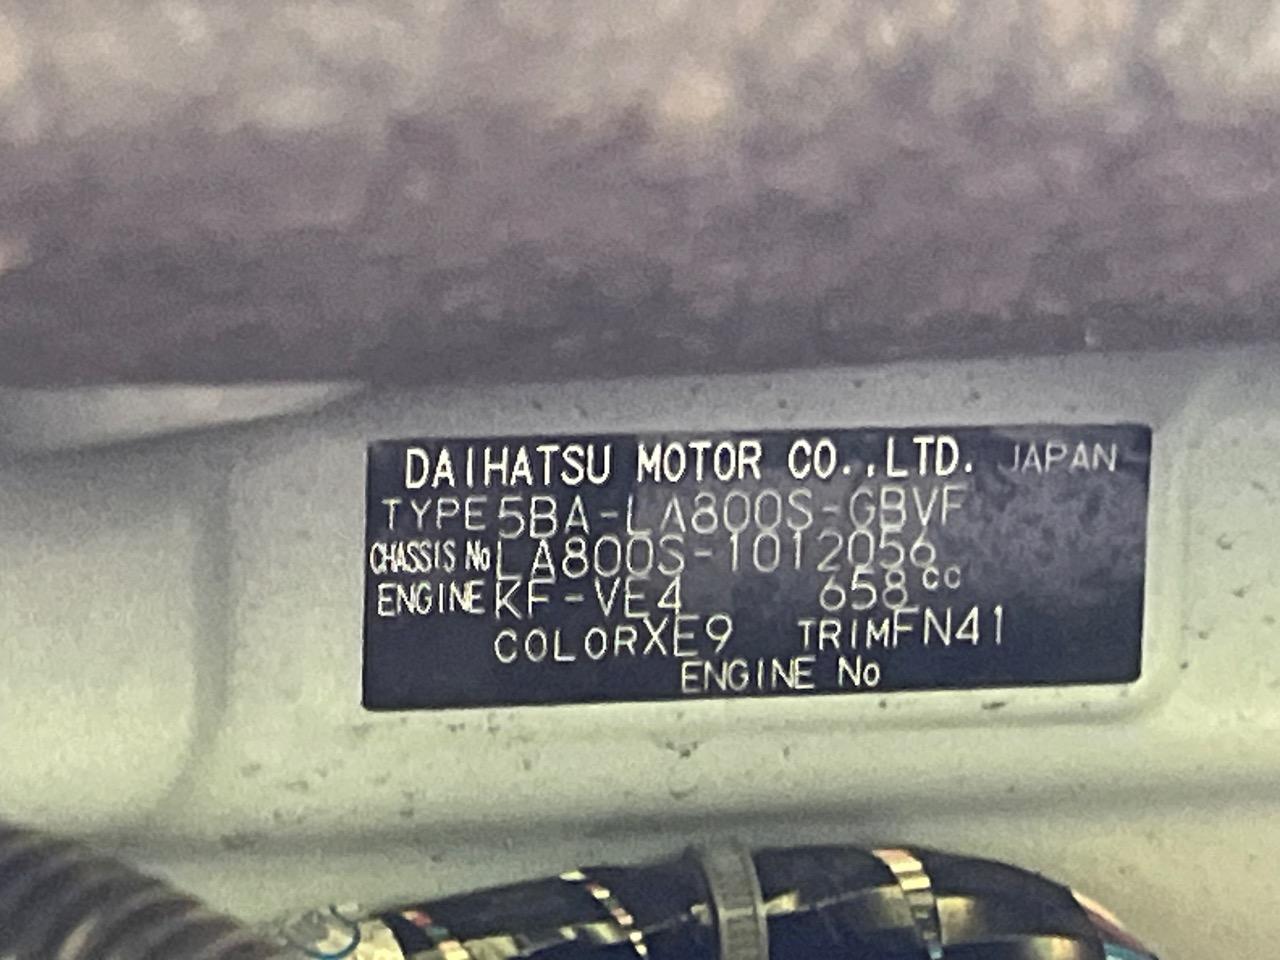 DAIHATSU MOTOR CO.,LTD. JAPAN
TYPE 5BA-LA800S-GBVF
CHASSIS No LA800S-1012056
ENGINE KF-VE4 658cc
COLOR XE9 TRIM FN41
ENGINE No